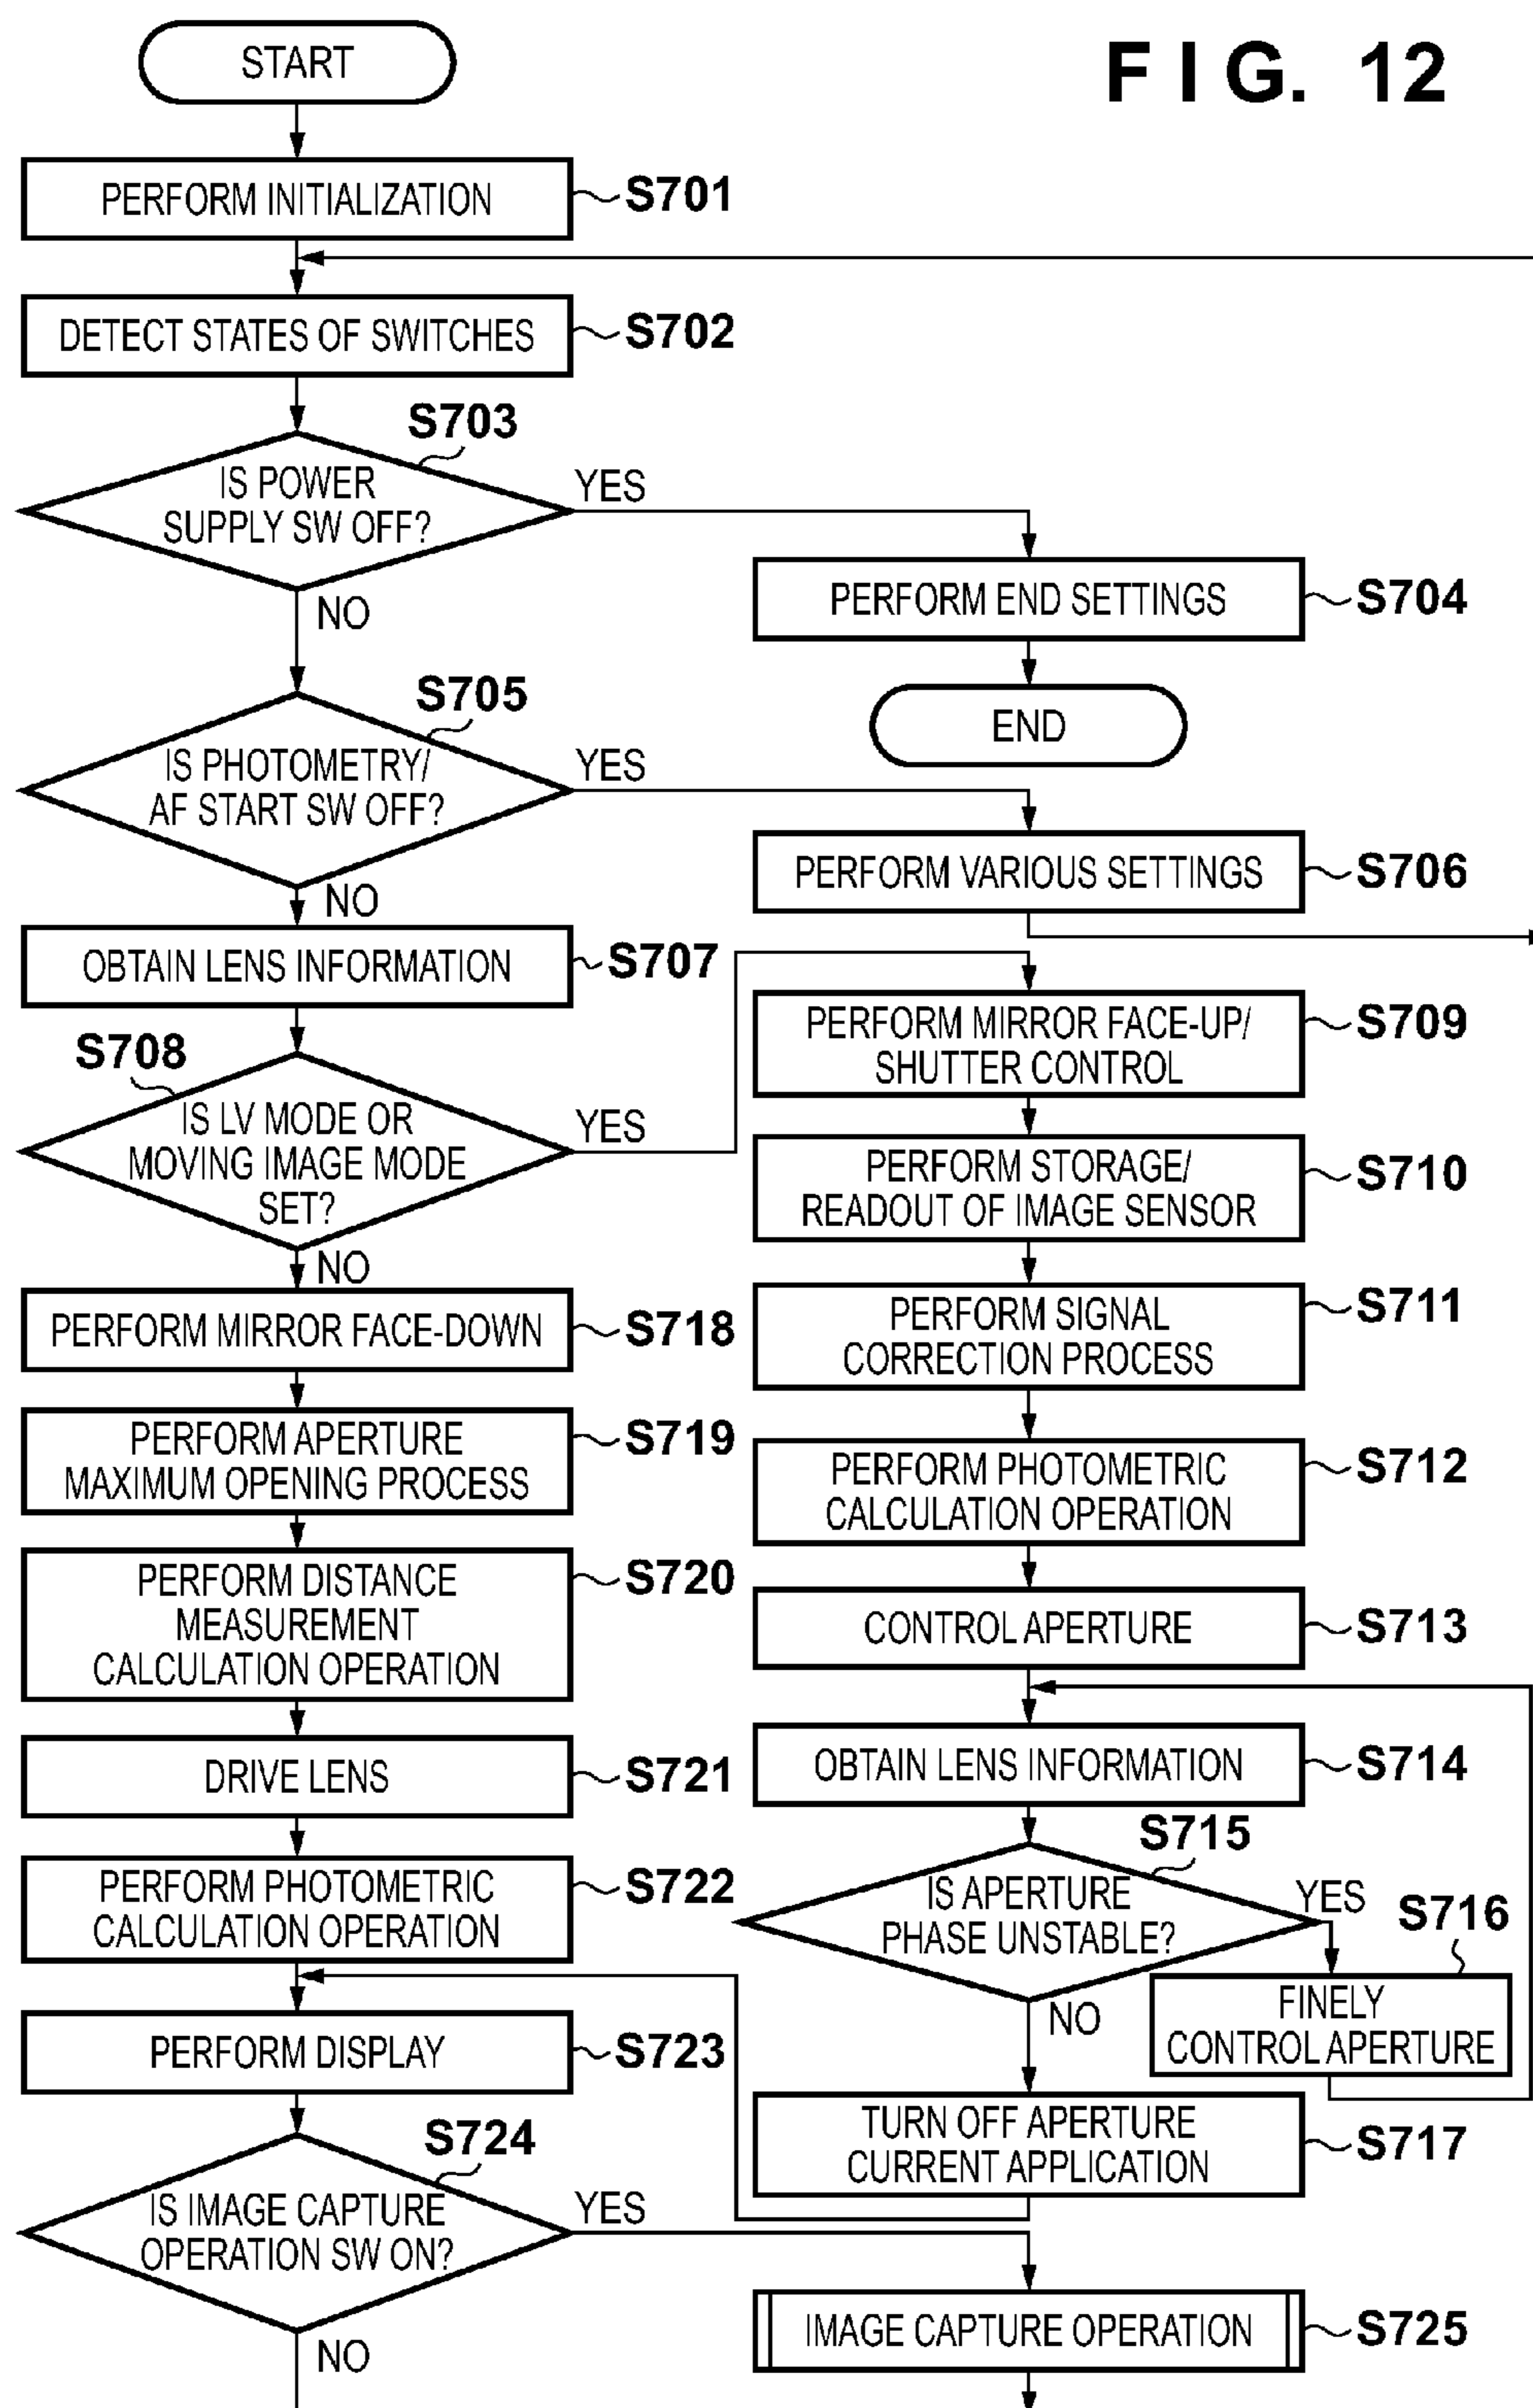 FIG. 12
START
PERFORM INITIALIZATION
S701
DETECT STATES OF SWITCHES
S702
S703
IS POWER
SUPPLY SW OFF?
YES
NO
PERFORM END SETTINGS
S704
END
S705
IS PHOTOMETRY/
AF START SW OFF?
YES
NO
PERFORM VARIOUS SETTINGS
S706
OBTAIN LENS INFORMATION
S707
S708
IS LV MODE OR
MOVING IMAGE MODE
SET?
YES
NO
PERFORM MIRROR FACE-UP/
SHUTTER CONTROL
S709
PERFORM STORAGE/
READOUT OF IMAGE SENSOR
S710
PERFORM SIGNAL
CORRECTION PROCESS
S711
PERFORM PHOTOMETRIC
CALCULATION OPERATION
S712
CONTROL APERTURE
S713
OBTAIN LENS INFORMATION
S714
S715
IS APERTURE
PHASE UNSTABLE?
YES
NO
S716
FINELY
CONTROL APERTURE
TURN OFF APERTURE
CURRENT APPLICATION
S717
PERFORM MIRROR FACE-DOWN
S718
PERFORM APERTURE
MAXIMUM OPENING PROCESS
S719
PERFORM DISTANCE
MEASUREMENT
CALCULATION OPERATION
S720
DRIVE LENS
S721
PERFORM PHOTOMETRIC
CALCULATION OPERATION
S722
PERFORM DISPLAY
S723
S724
IS IMAGE CAPTURE
OPERATION SW ON?
YES
NO
IMAGE CAPTURE OPERATION
S725